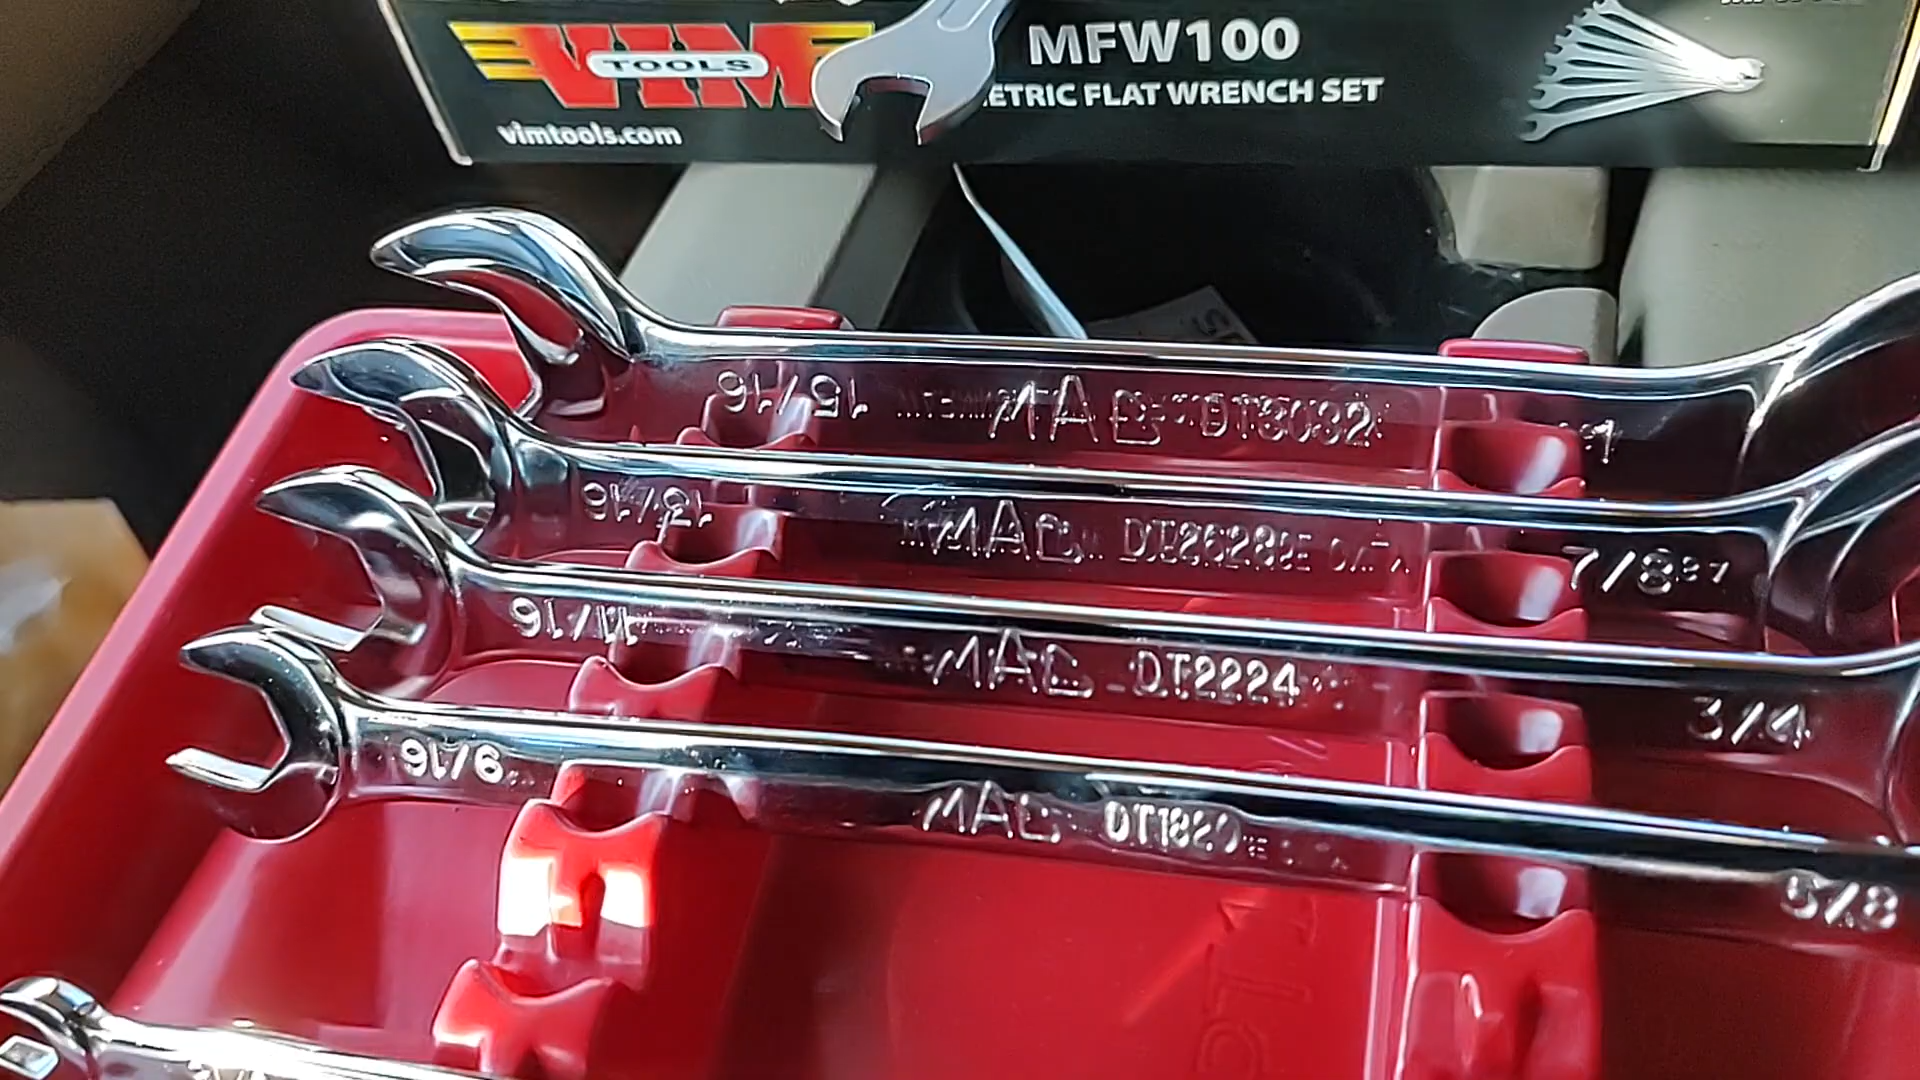 VIM
TOOLS
MFW100
ETRIC FLAT WRENCH SET
vimtools.com
15/16 MAC DT3032 1
13/16 MAC DT2628 7/8
11/16 MAC DT2224 3/4
9/16 MAC DT1820 5/8